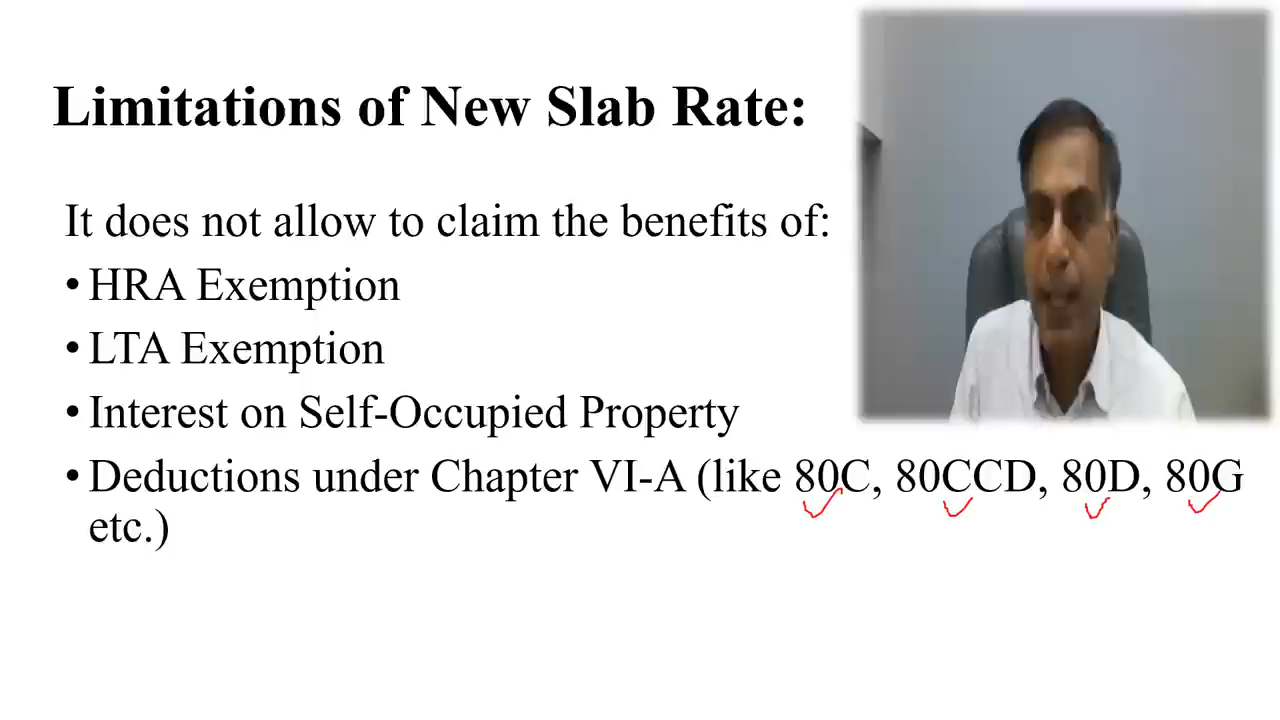 Limitations of New Slab Rate:
It does not allow to claim the benefits of:
• HRA Exemption
• LTA Exemption
• Interest on Self-Occupied Property
• Deductions under Chapter VI-A (like 80C, 80CCD, 80D, 80G
etc.)